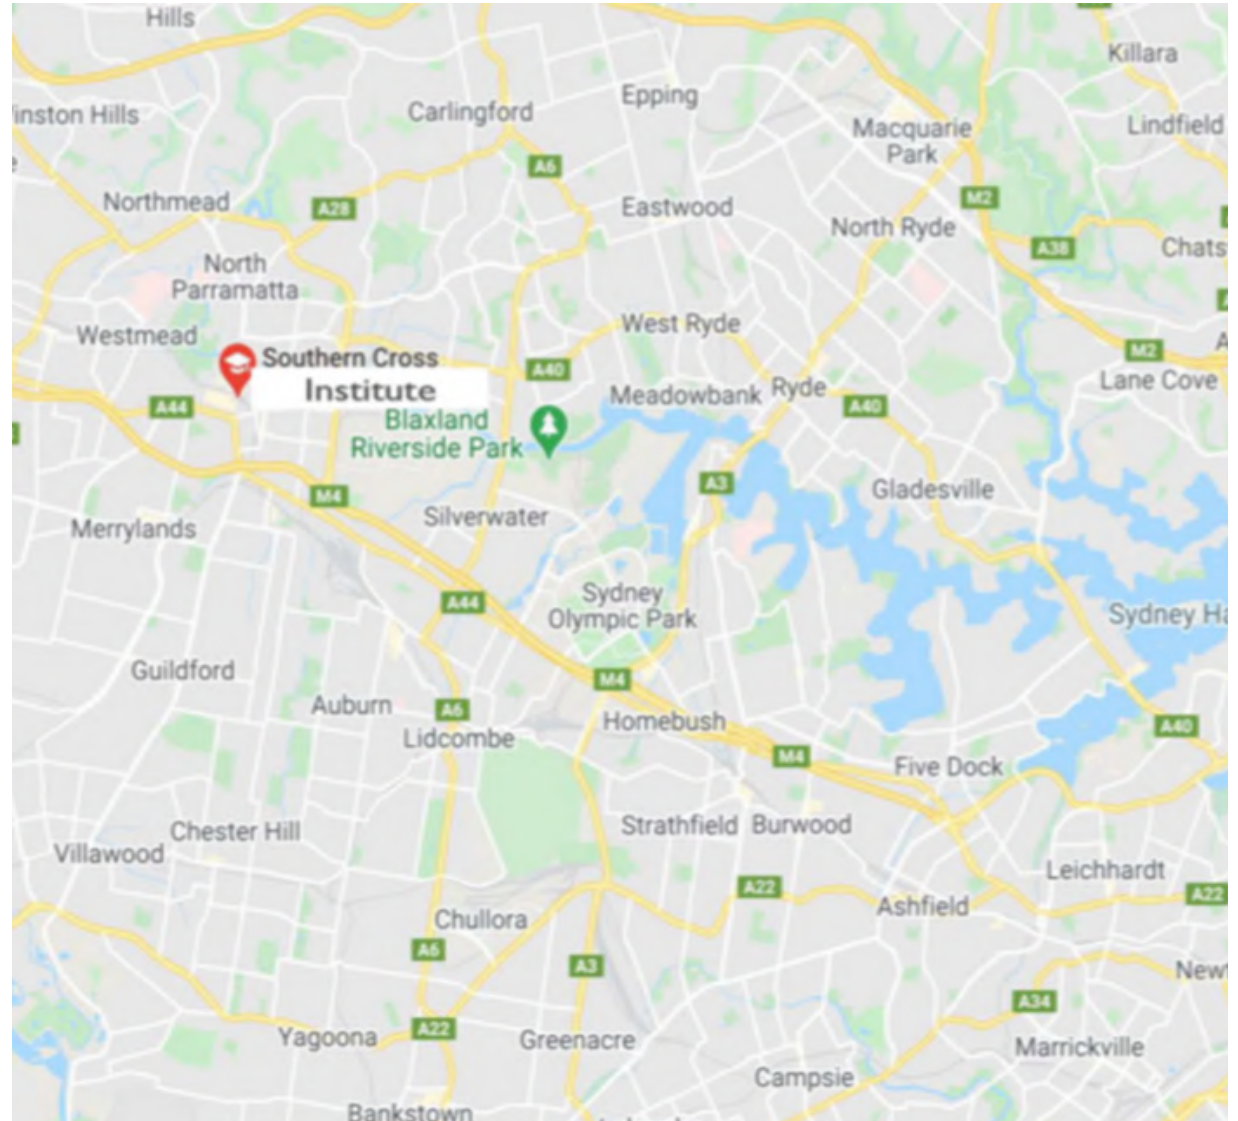 Hills
Killara
Epping
Carlingford
inston Hills
Lindfield
Macquarie
Park
A6
M2
Northmead
A28
Eastwood
North Ryde
A38
Chats
North
Parramatta
West Ryde
Westmead
M2
Southern Cross
Institute
A40
Lane Cove
Meadowbank
Ryde
A44
A40
Blaxland
Riverside Park
A3
Gladesville
M4
Silverwater
Merrylands
Sydney
Olympic Park
A44
Sydney Ha
Guildford
M4
Auburn
A6
Homebush
A40
Lidcombe
M4
Five Dock
Chester Hill
Strathfield
Burwood
Villawood
Leichhardt
A22
A22
Ashfield
Chullora
A6
A3
Newt
A34
A22
Yagoona
Greenacre
Marrickville
Campsie
Bankstown